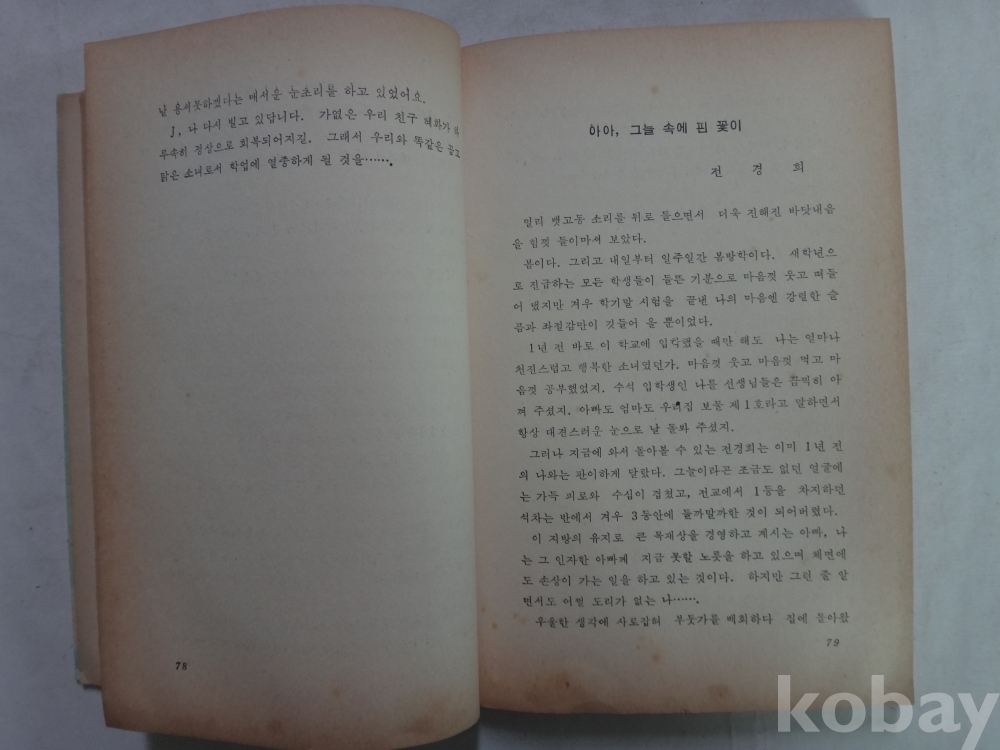 날 용서못하겠다는 매서운 눈초리를 하고 있었어요.
J, 나 다시 빌고 있답니다. 가엾은 우리 친구 혜화가 하
루속히 정상으로 회복되어지길. 그래서 우리와 똑같은 곱고
맑은 소녀로서 학업에 열중하게 될 것을…….
78
아아, 그늘 속에 핀 꽃이
전 경 희
멀리 뱃고동 소리를 뒤로 들으면서 더욱 진해진 바닷내음
을 힘껏 들이마셔 보았다.
봄이다. 그리고 내일부터 일주일간 봄방학이다. 새학년으
로 진급하는 모든 학생들이 들뜬 기분으로 마음껏 웃고 떠들
어 댔지만 겨우 학기말 시험을 끝낸 나의 마음엔 강렬한 슬
픔과 좌절감만이 깃들어 올 뿐이었다.
1년 전 바로 이 학교에 입학했을 때만 해도 나는 얼마나
천진스럽고 행복한 소녀였던가. 마음껏 웃고 마음껏 먹고 마
음껏 공부했었지. 수석 입학생인 나를 선생님들은 끔찍히 아
껴 주셨지. 아빠도 엄마도 우리집 보물 제1호라고 말하면서
항상 대견스러운 눈으로 날 돌봐 주셨지.
그러나 지금에 와서 돌아볼 수 있는 전경희는 이미 1년 전
의 나와는 판이하게 달랐다. 그늘이라곤 조금도 없던 얼굴에
는 가득 피로와 수심이 겹쳤고, 전교에서 1등을 차지하던
석차는 반에서 겨우 3등안에 들까말까한 것이 되어버렸다.
이 지방의 유지로 큰 목재상을 경영하고 계시는 아빠, 나
는 그 인자한 아빠께 지금 못할 노릇을 하고 있으며 체면에
도 손상이 가는 일을 하고 있는 것이다. 하지만 그런 줄 알
면서도 어쩔 도리가 없는 나…….
우울한 생각에 사로잡혀 부둣가를 배회하다 집에 돌아왔
79
kobay